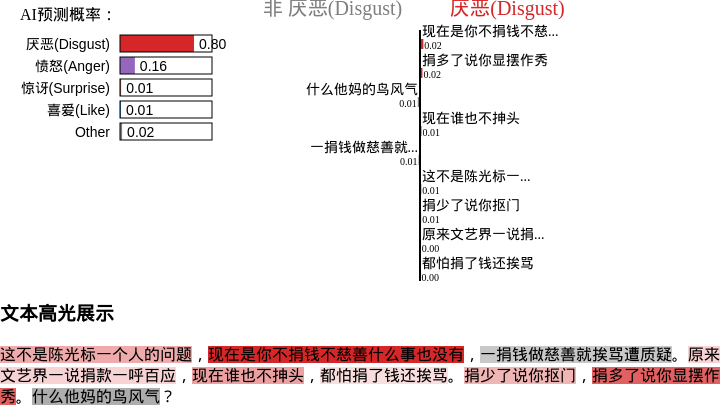 AI预测概率：
厌恶(Disgust) 0.80
愤怒(Anger) 0.16
惊讶(Surprise) 0.01
喜爱(Like) 0.01
Other 0.02
非 厌恶(Disgust) 厌恶(Disgust)
现在是你不捐钱不慈...
0.02
捐多了说你显摆作秀
0.02
什么他妈的鸟风气
0.01
现在谁也不抻头
0.01
一捐钱做慈善就...
0.01
这不是陈光标一...
0.01
捐少了说你抠门
0.01
原来文艺界一说捐...
0.00
都怕捐了钱还挨骂
0.00
文本高光展示
这不是陈光标一个人的问题，现在是你不捐钱不慈善什么事也没有，一捐钱做慈善就挨骂遭质疑。原来
文艺界一说捐款一呼百应，现在谁也不抻头，都怕捐了钱还挨骂。捐少了说你抠门，捐多了说你显摆作
秀。什么他妈的鸟风气？